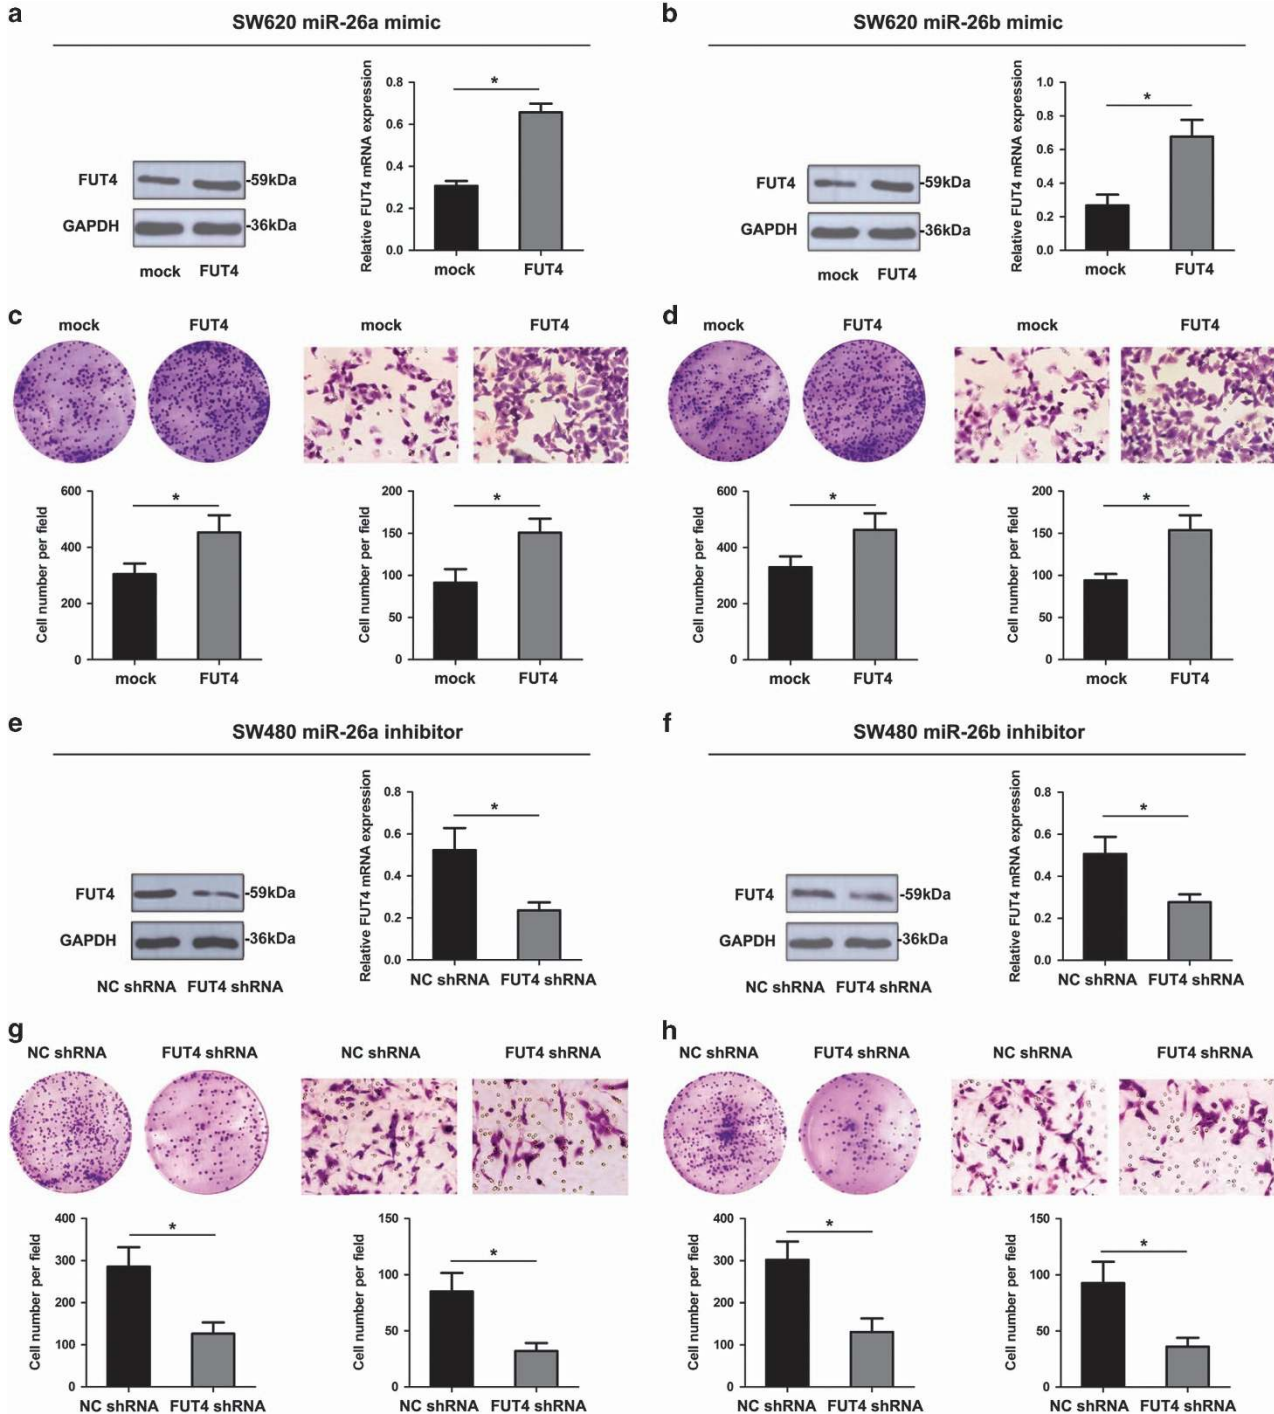 a
SW620 miR-26a mimic
FUT4
-59kDa
GAPDH
-36kDa
mock FUT4
Relative FUT4 mRNA expression
0.8
0.6
0.4
0.2
0.0
*
mock FUT4
b
SW620 miR-26b mimic
FUT4
-59kDa
GAPDH
-36kDa
mock FUT4
Relative FUT4 mRNA expression
1.0
0.8
0.6
0.4
0.2
0.0
*
mock FUT4
c
mock FUT4
mock FUT4
Cell number per field
600
400
200
0
*
mock FUT4
Cell number per field
200
150
100
50
0
*
mock FUT4
d
mock FUT4
mock FUT4
Cell number per field
600
400
200
0
*
mock FUT4
Cell number per field
200
150
100
50
0
*
mock FUT4
e
SW480 miR-26a inhibitor
FUT4
-59kDa
GAPDH
-36kDa
NC shRNA FUT4 shRNA
Relative FUT4 mRNA expression
0.8
0.6
0.4
0.2
0.0
*
NC shRNA FUT4 shRNA
f
SW480 miR-26b inhibitor
FUT4
-59kDa
GAPDH
-36kDa
NC shRNA FUT4 shRNA
Relative FUT4 mRNA expression
0.8
0.6
0.4
0.2
0.0
*
NC shRNA FUT4 shRNA
g
NC shRNA FUT4 shRNA
NC shRNA FUT4 shRNA
Cell number per field
400
300
200
100
0
*
NC shRNA FUT4 shRNA
Cell number per field
150
100
50
0
*
NC shRNA FUT4 shRNA
h
NC shRNA FUT4 shRNA
NC shRNA FUT4 shRNA
Cell number per field
400
300
200
100
0
*
NC shRNA FUT4 shRNA
Cell number per field
150
100
50
0
*
NC shRNA FUT4 shRNA